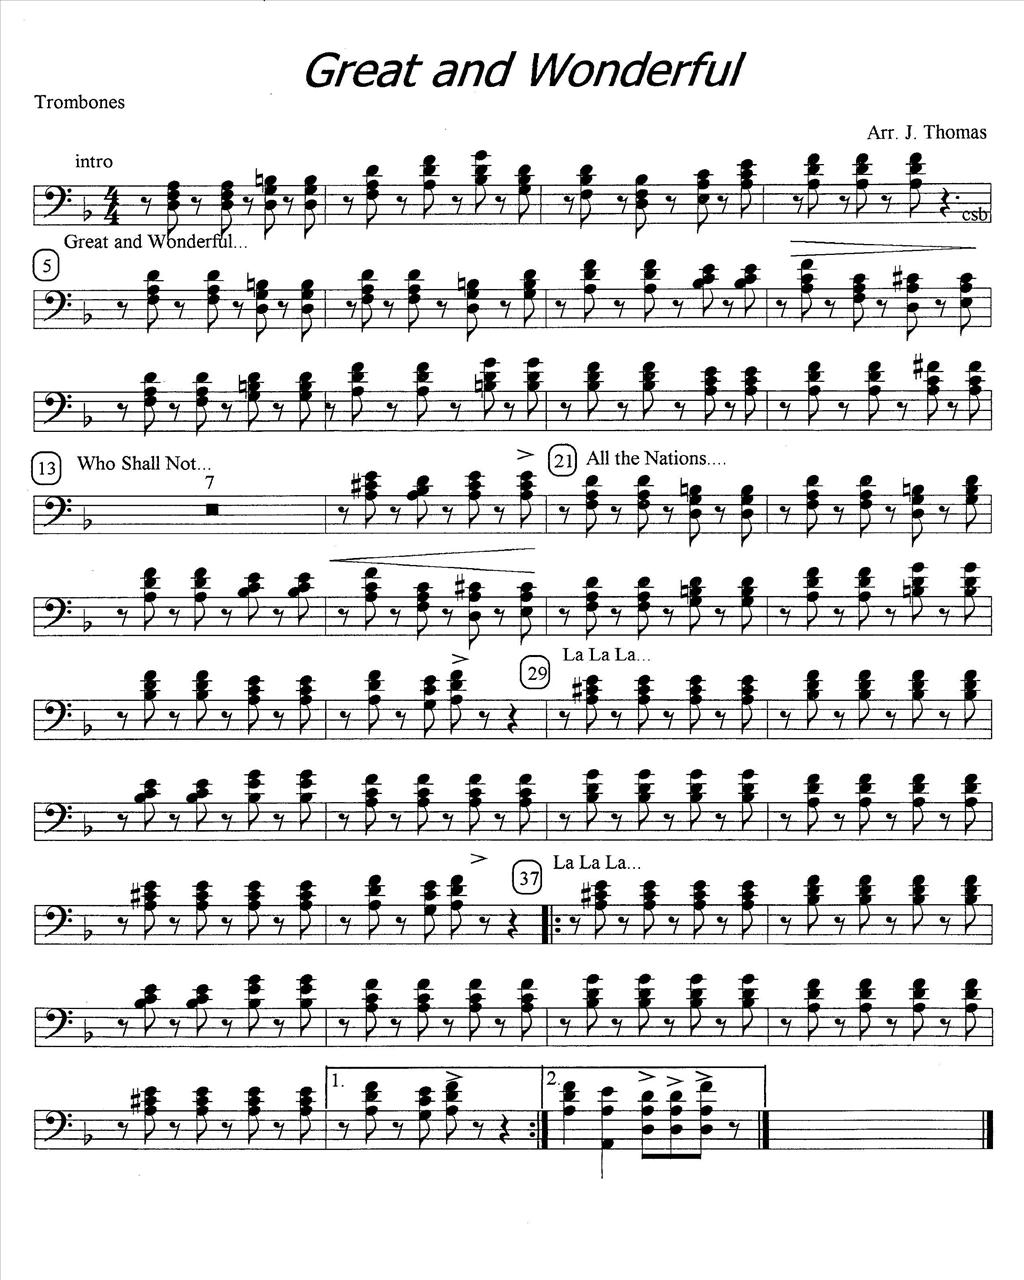 Great and Wonderful
Trombones
Arr. J. Thomas
intro
csb
Great and Wonderful...
5
13 Who Shall Not...
7
21 All the Nations....
29 La La La...
37 La La La...
1.
2.